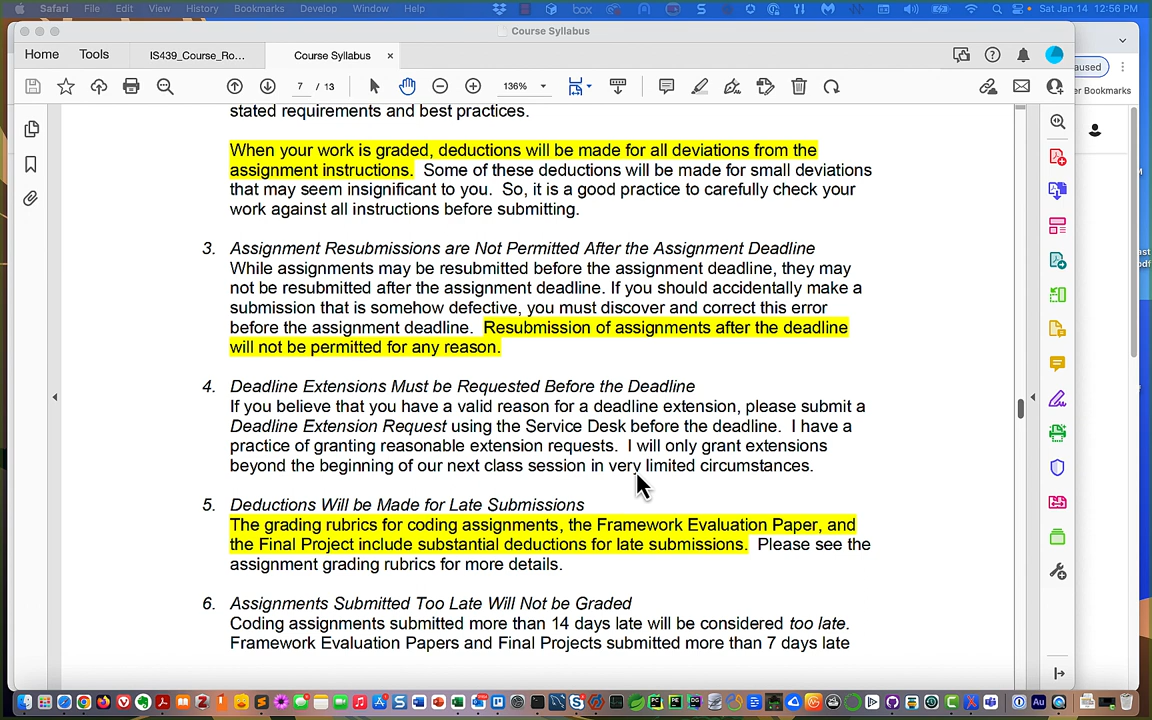 Safari File Edit View History Bookmarks Develop Window Help box Sat Jan 14 12:56 PM
Course Syllabus
Home Tools IS439_Course_Ro... Course Syllabus ×
7 / 13 136%
aused
er Bookmarks
stated requirements and best practices.
When your work is graded, deductions will be made for all deviations from the
assignment instructions. Some of these deductions will be made for small deviations
that may seem insignificant to you. So, it is a good practice to carefully check your
work against all instructions before submitting.
3. Assignment Resubmissions are Not Permitted After the Assignment Deadline
While assignments may be resubmitted before the assignment deadline, they may
not be resubmitted after the assignment deadline. If you should accidentally make a
submission that is somehow defective, you must discover and correct this error
before the assignment deadline. Resubmission of assignments after the deadline
will not be permitted for any reason.
4. Deadline Extensions Must be Requested Before the Deadline
If you believe that you have a valid reason for a deadline extension, please submit a
Deadline Extension Request using the Service Desk before the deadline. I have a
practice of granting reasonable extension requests. I will only grant extensions
beyond the beginning of our next class session in very limited circumstances.
5. Deductions Will be Made for Late Submissions
The grading rubrics for coding assignments, the Framework Evaluation Paper, and
the Final Project include substantial deductions for late submissions. Please see the
assignment grading rubrics for more details.
6. Assignments Submitted Too Late Will Not be Graded
Coding assignments submitted more than 14 days late will be considered too late.
Framework Evaluation Papers and Final Projects submitted more than 7 days late